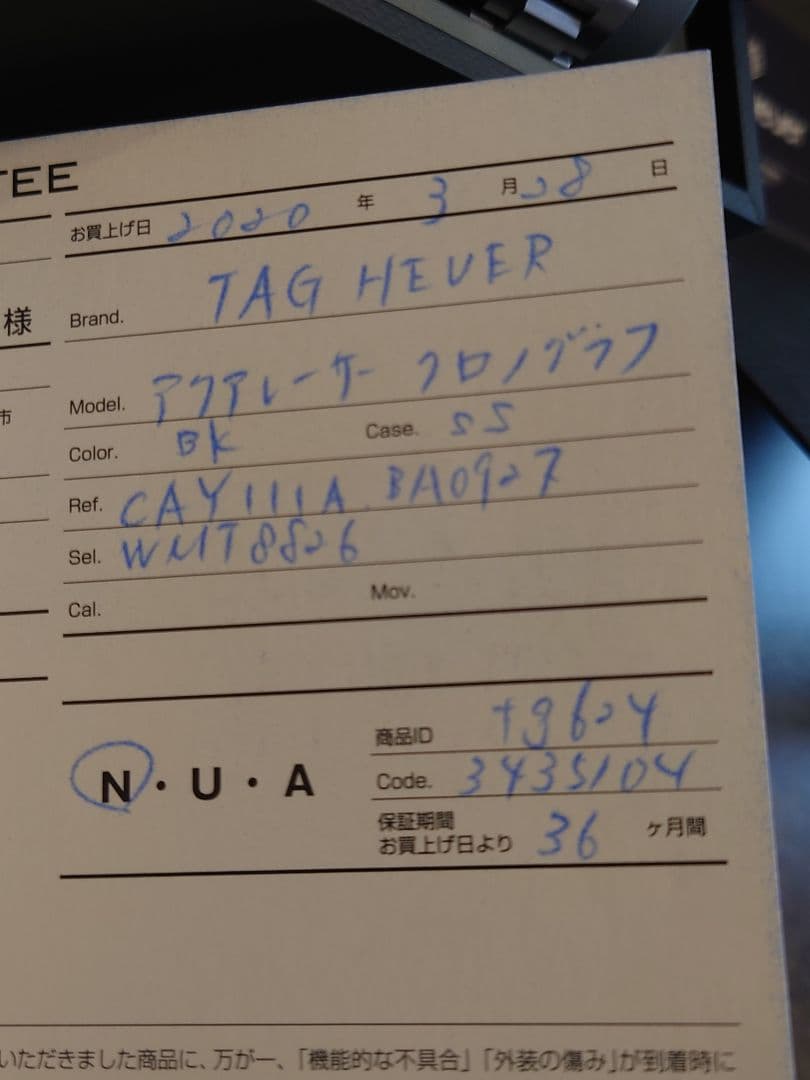 TEE
お買上げ日 2020 年 3 月 28 日
様
Brand. TAG HEUER
Model. アクアレーサー クロノグラフ
市
Color. BK Case. SS
Ref. CAY111A.BA0927
Sel. WMT8826
Cal. Mov.
商品ID tg624
N・U・A
Code. 3435104
保証期間
お買上げ日より 36 ヶ月間
いただきました商品に、万が一、「機能的な不具合」「外装の傷み」が到着時に